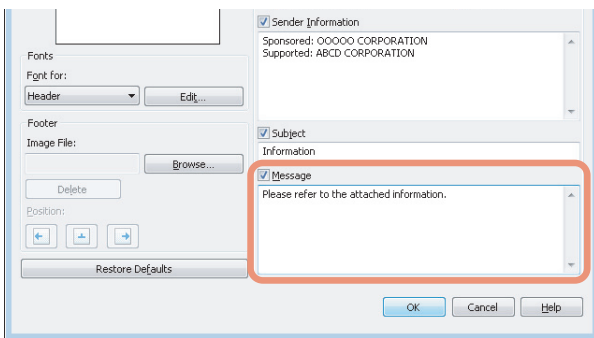 Sender Information
Sponsored: OOOOO CORPORATION
Supported: ABCD CORPORATION
Fonts
Font for:
Header
Edit...
Footer
Image File:
Browse...
Delete
Position:
Restore Defaults
Subject
Information
Message
Please refer to the attached information.
OK
Cancel
Help